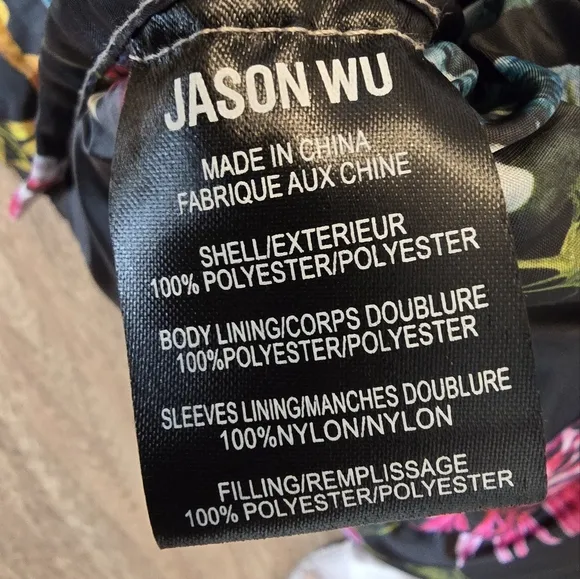 JASON WU
MADE IN CHINA
FABRIQUE AUX CHINE
SHELL/EXTERIEUR
100% POLYESTER/POLYESTER
BODY LINING/CORPS DOUBLURE
100%POLYESTER/POLYESTER
SLEEVES LINING/MANCHES DOUBLURE
100%NYLON/NYLON
FILLING/REMPLISSAGE
100% POLYESTER/POLYESTER